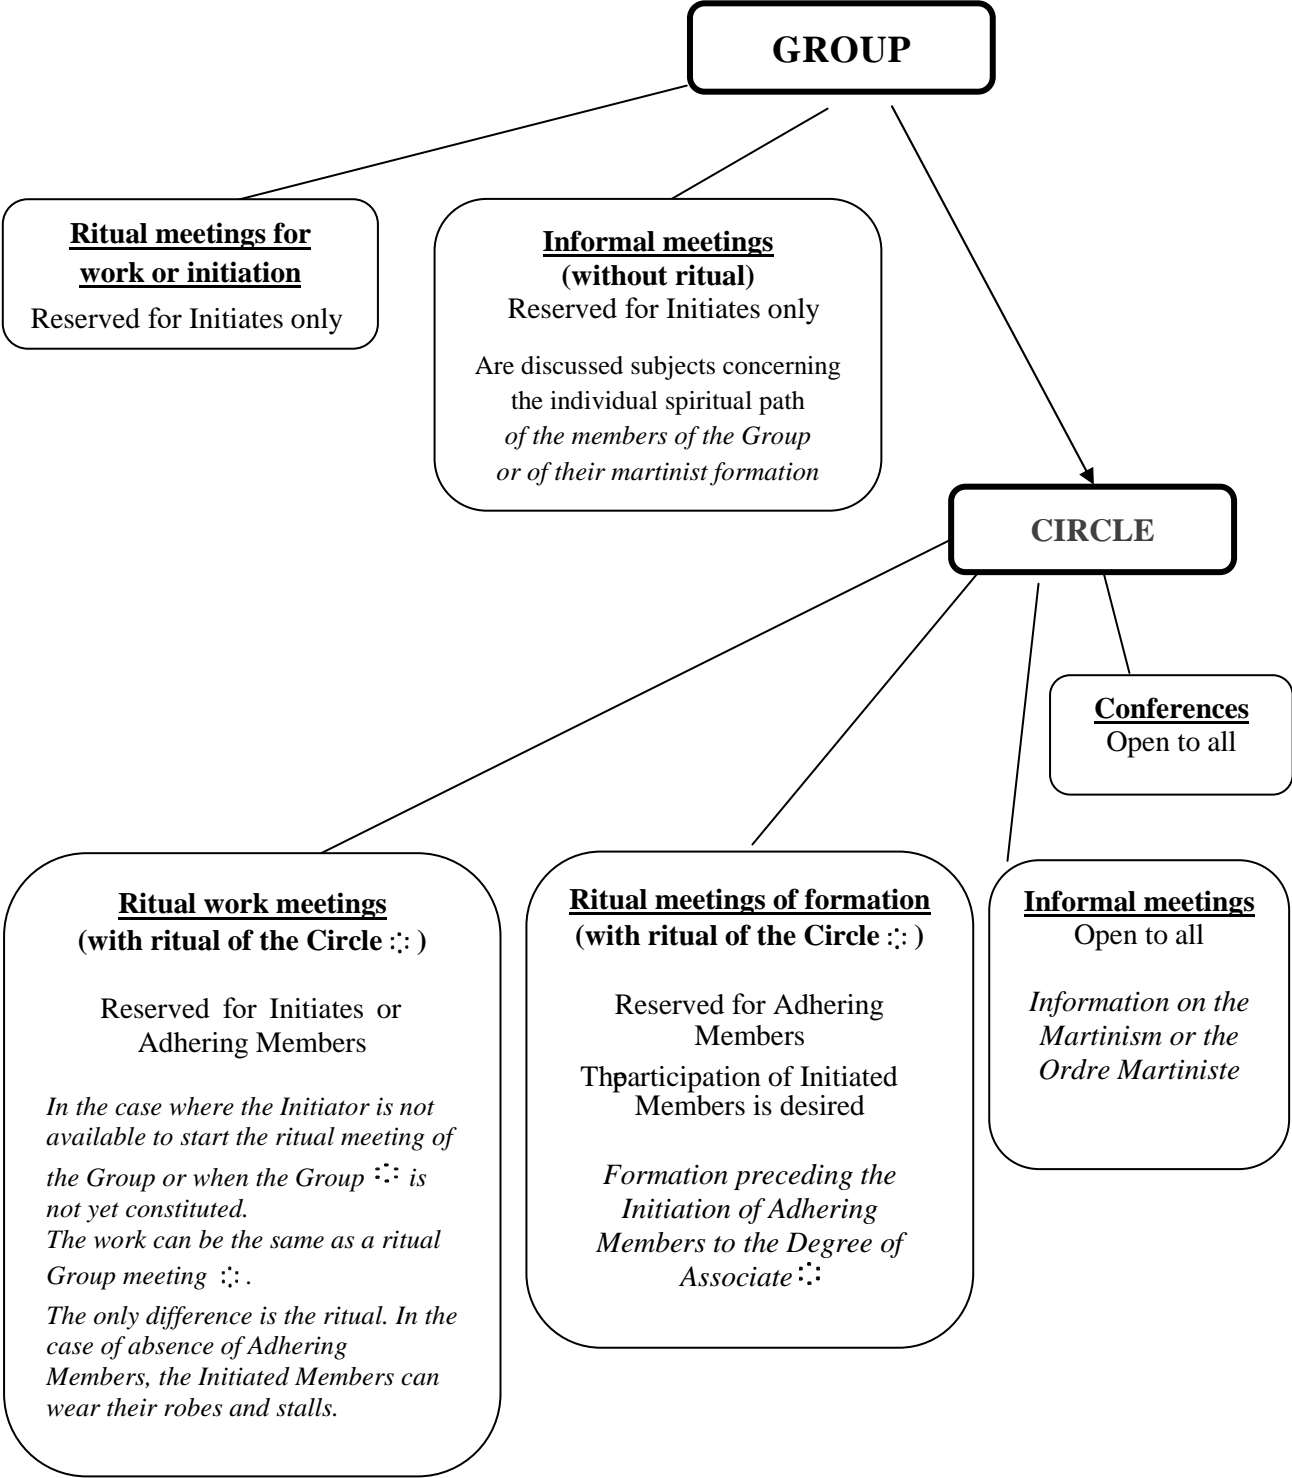 GROUP
Ritual meetings for
work or initiation
Reserved for Initiates only
Informal meetings
(without ritual)
Reserved for Initiates only
Are discussed subjects concerning
the individual spiritual path
of the members of the Group
or of their martinist formation
CIRCLE
Conferences
Open to all
Ritual work meetings
(with ritual of the Circle ჻ )
Reserved for Initiates or
Adhering Members
In the case where the Initiator is not
available to start the ritual meeting of
the Group or when the Group ჻ is
not yet constituted.
The work can be the same as a ritual
Group meeting ჻ .
The only difference is the ritual. In the
case of absence of Adhering
Members, the Initiated Members can
wear their robes and stalls.
Ritual meetings of formation
(with ritual of the Circle ჻ )
Reserved for Adhering
Members
The participation of Initiated
Members is desired
Formation preceding the
Initiation of Adhering
Members to the Degree of
Associate ჻
Informal meetings
Open to all
Information on the
Martinism or the
Ordre Martiniste